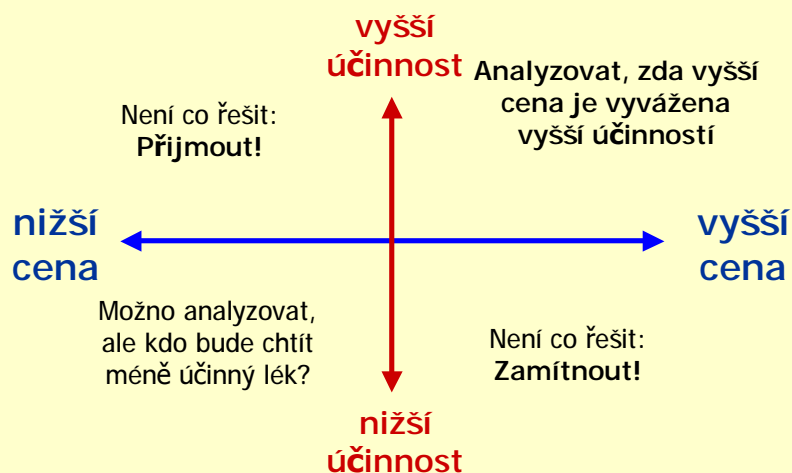 vyšší
účinnost
Analyzovat, zda vyšší
cena je vyvážena
vyšší účinností
Není co řešit:
Přijmout!
nižší
cena
vyšší
cena
Možno analyzovat,
ale kdo bude chtít
méně účinný lék?
Není co řešit:
Zamítnout!
nižší
účinnost